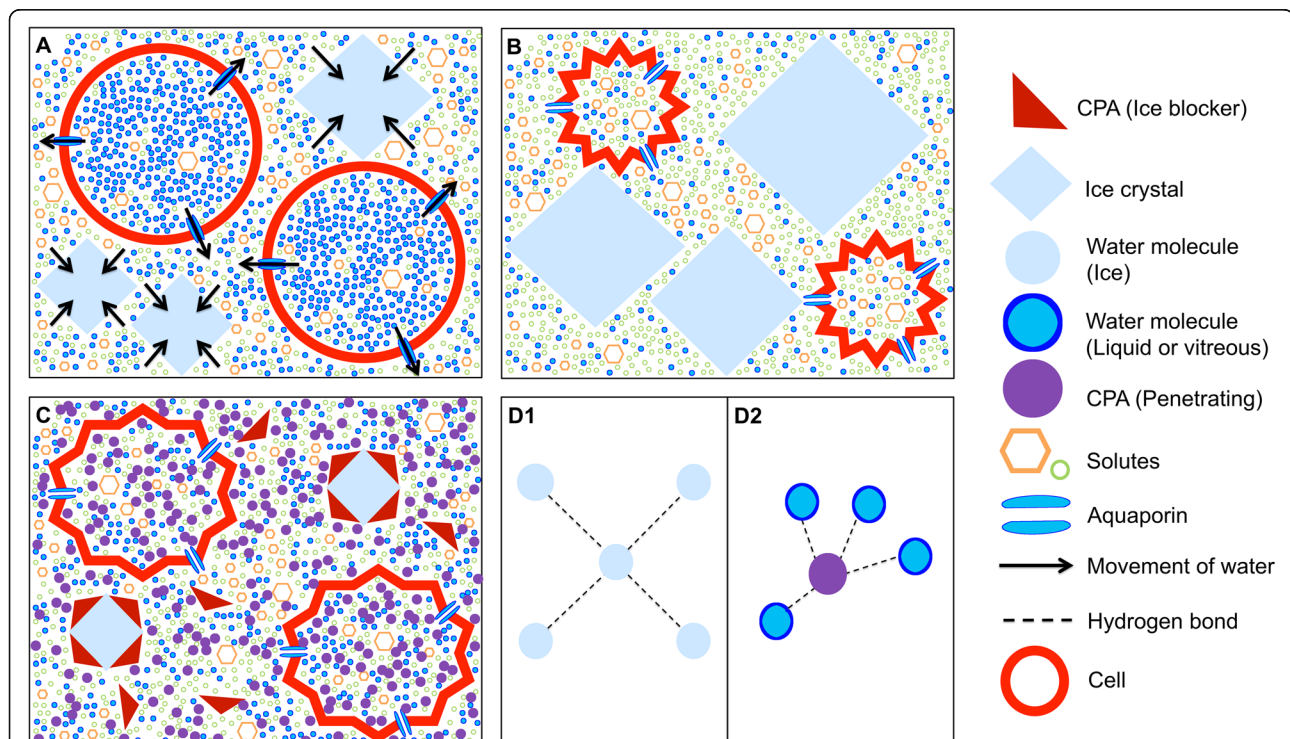 A
B
C
D1
D2
CPA (Ice blocker)
Ice crystal
Water molecule
(Ice)
Water molecule
(Liquid or vitreous)
CPA (Penetrating)
Solutes
Aquaporin
Movement of water
Hydrogen bond
Cell